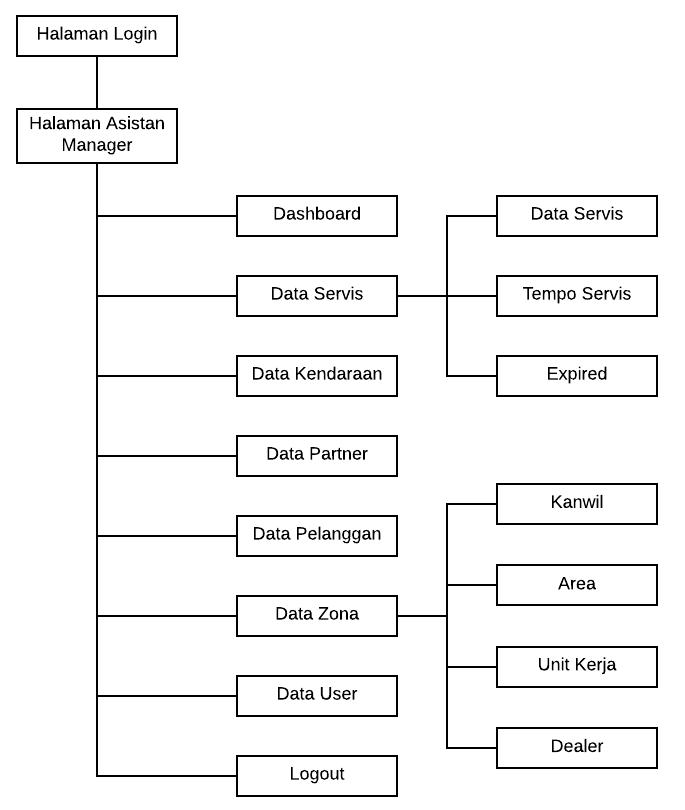 Halaman Login
Halaman Asistan
Manager
Dashboard
Data Servis
Data Kendaraan
Data Partner
Data Pelanggan
Data Zona
Data User
Logout
Data Servis
Tempo Servis
Expired
Kanwil
Area
Unit Kerja
Dealer